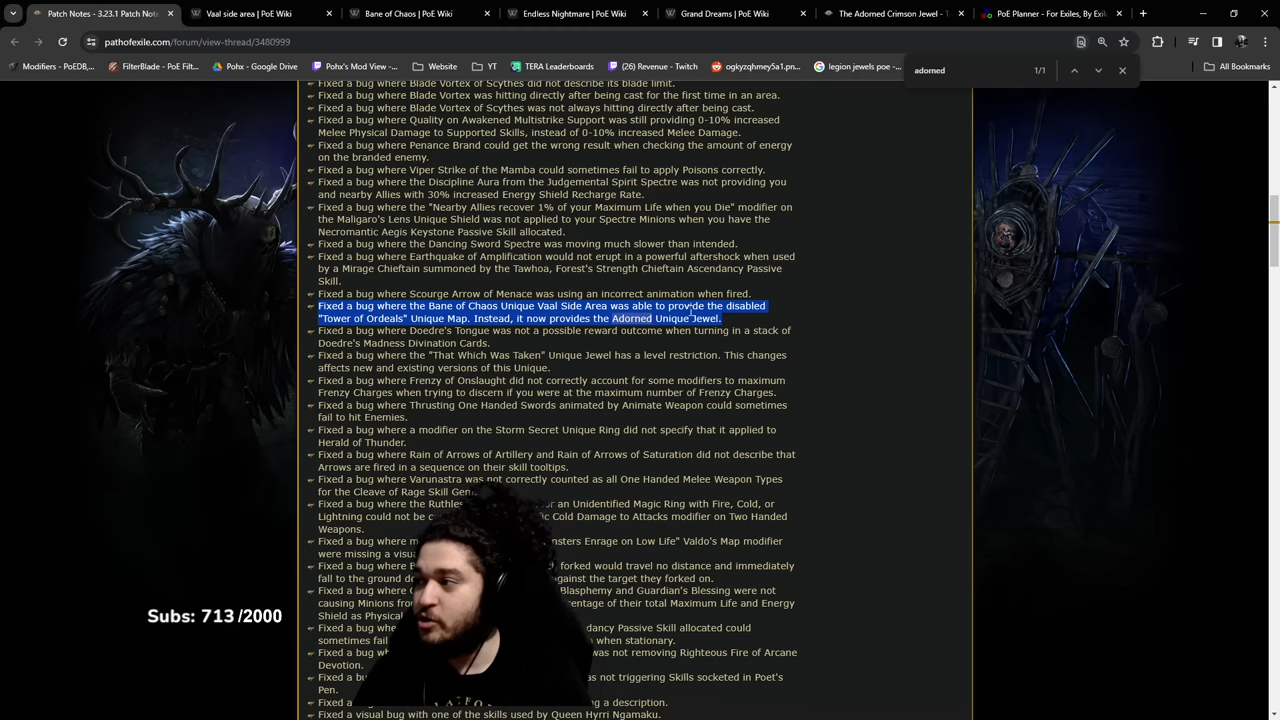 Patch Notes - 3.23.1 Patch Note
Vaal side area | PoE Wiki
Bane of Chaos | PoE Wiki
Endless Nightmare | PoE Wiki
Grand Dreams | PoE Wiki
The Adorned Crimson Jewel - T
PoE Planner - For Exiles, By Exil
pathofexile.com/forum/view-thread/3480999
Modifiers - PoEDB,...
FilterBlade - PoE Filt...
Pohx - Google Drive
Pohx's Mod View -...
Website
YT
TERA Leaderboards
(26) Revenue - Twitch
ogkyzqhmey5a1.pn...
legion jewels poe -...
All Bookmarks
adorned
1/1
Fixed a bug where Blade Vortex of Scythes did not describe its blade limit.
Fixed a bug where Blade Vortex was hitting directly after being cast for the first time in an area.
Fixed a bug where Blade Vortex of Scythes was not always hitting directly after being cast.
Fixed a bug where Quality on Awakened Multistrike Support was still providing 0-10% increased
Melee Physical Damage to Supported Skills, instead of 0-10% increased Melee Damage.
Fixed a bug where Penance Brand could get the wrong result when checking the amount of energy
on the branded enemy.
Fixed a bug where Viper Strike of the Mamba could sometimes fail to apply Poisons correctly.
Fixed a bug where the Discipline Aura from the Judgemental Spirit Spectre was not providing you
and nearby Allies with 30% increased Energy Shield Recharge Rate.
Fixed a bug where the "Nearby Allies recover 1% of your Maximum Life when you Die" modifier on
the Maligaro's Lens Unique Shield was not applied to your Spectre Minions when you have the
Necromantic Aegis Keystone Passive Skill allocated.
Fixed a bug where the Dancing Sword Spectre was moving much slower than intended.
Fixed a bug where Earthquake of Amplification would not erupt in a powerful aftershock when used
by a Mirage Chieftain summoned by the Tawhoa, Forest's Strength Chieftain Ascendancy Passive
Skill.
Fixed a bug where Scourge Arrow of Menace was using an incorrect animation when fired.
Fixed a bug where the Bane of Chaos Unique Vaal Side Area was able to provide the disabled
"Tower of Ordeals" Unique Map. Instead, it now provides the Adorned Unique Jewel.
Fixed a bug where Doedre's Tongue was not a possible reward outcome when turning in a stack of
Doedre's Madness Divination Cards.
Fixed a bug where the "That Which Was Taken" Unique Jewel has a level restriction. This changes
affects new and existing versions of this Unique.
Fixed a bug where Frenzy of Onslaught did not correctly account for some modifiers to maximum
Frenzy Charges when trying to discern if you were at the maximum number of Frenzy Charges.
Fixed a bug where Thrusting One Handed Swords animated by Animate Weapon could sometimes
fail to hit Enemies.
Fixed a bug where a modifier on the Storm Secret Unique Ring did not specify that it applied to
Herald of Thunder.
Fixed a bug where Rain of Arrows of Artillery and Rain of Arrows of Saturation did not describe that
Arrows are fired in a sequence on their skill tooltips.
Fixed a bug where Varunastra was not correctly counted as all One Handed Melee Weapon Types
for the Cleave of Rage Skill Gem
Fixed a bug where the Ruthles or an Unidentified Magic Ring with Fire, Cold, or
Lightning could not be c Cold Damage to Attacks modifier on Two Handed
Weapons.
Fixed a bug where m nsters Enrage on Low Life" Valdo's Map modifier
were missing a visua
Fixed a bug where B forked would travel no distance and immediately
fall to the ground d against the target they forked on.
Fixed a bug where Blasphemy and Guardian's Blessing were not
causing Minions fro centage of their total Maximum Life and Energy
Shield as Physical
Fixed a bug where dancy Passive Skill allocated could
sometimes fail when stationary.
Fixed a bug where was not removing Righteous Fire of Arcane
Devotion.
Fixed a bug whe as not triggering Skills socketed in Poet's
Pen.
Fixed a g a description.
Fixed a visual bug with one of the skills used by Queen Hyrri Ngamaku.
Subs: 713 /2000